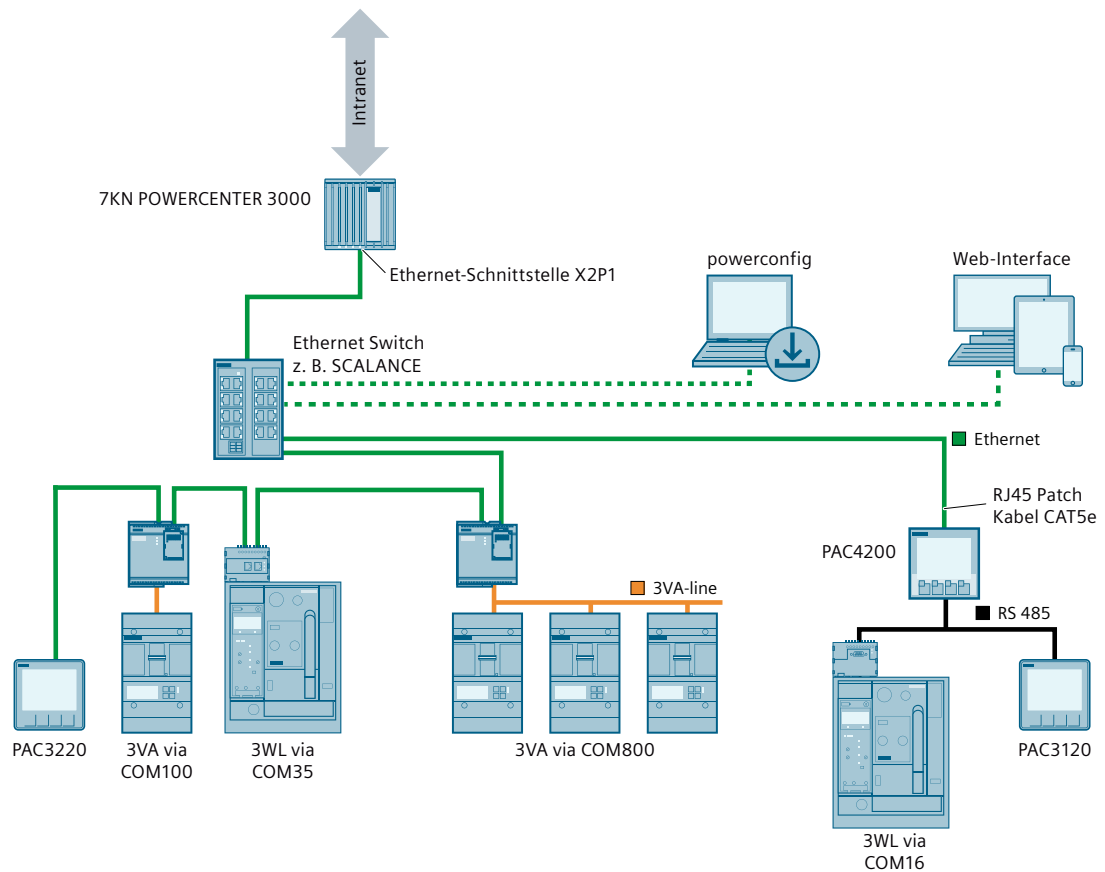 Intranet
7KN POWERCENTER 3000
Ethernet-Schnittstelle X2P1
powerconfig
Web-Interface
Ethernet Switch
z. B. SCALANCE
Ethernet
RJ45 Patch
Kabel CAT5e
PAC4200
3VA-line
RS 485
PAC3220
3VA via
COM100
3WL via
COM35
3VA via COM800
PAC3120
3WL via
COM16